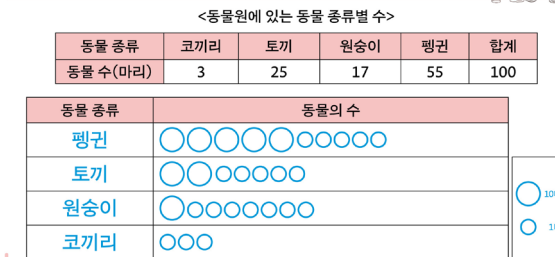 <동물원에 있는 동물 종류별 수>
동물 종류 코끼리 토끼 원숭이 펭귄 합계
동물 수(마리) 3 25 17 55 100
동물 종류 동물의 수
펭귄
토끼
원숭이
코끼리